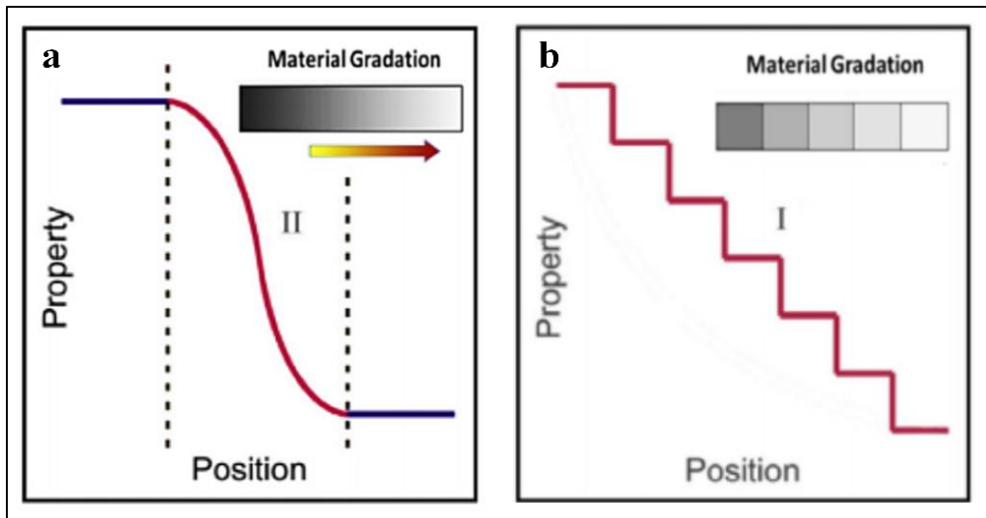 a
Material Gradation
II
Property
Position
b
Material Gradation
I
Property
Position